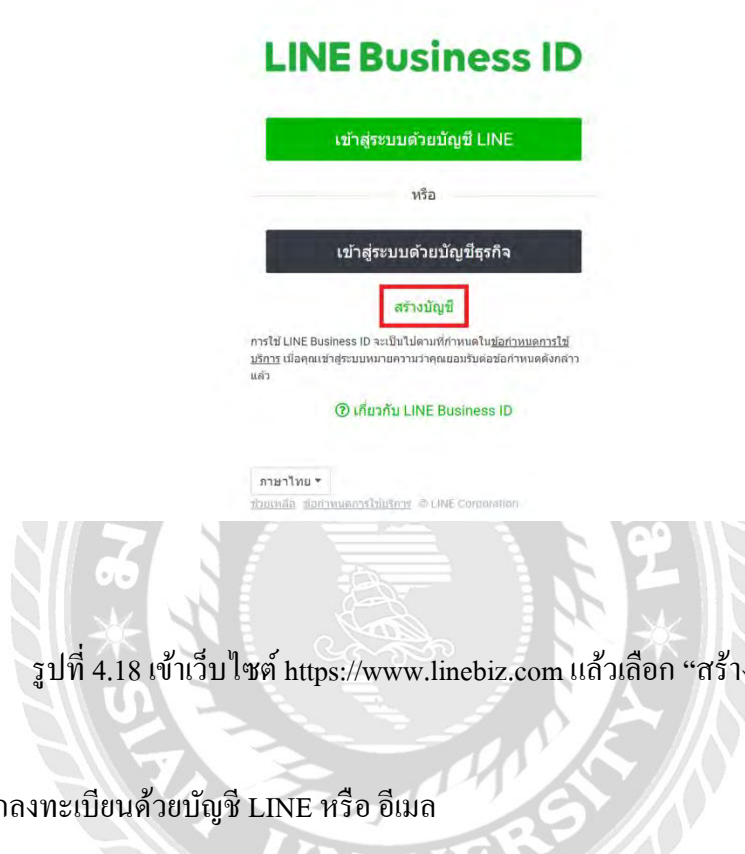 LINE Business ID
เข้าสู่ระบบด้วยบัญชี LINE
หรือ
เข้าสู่ระบบด้วยบัญชีธุรกิจ
สร้างบัญชี
การใช้ LINE Business ID จะเป็นไปตามที่กำหนดในข้อกำหนดการใช้
บริการ เมื่อคุณเข้าสู่ระบบหมายความว่าคุณยอมรับต่อข้อกำหนดดังกล่าว
แล้ว
? เกี่ยวกับ LINE Business ID
ภาษาไทย
ช่วยเหลือ ข้อกำหนดการใช้บริการ © LINE Corporation
รูปที่ 4.18 เข้าเว็บไซต์ https://www.linebiz.com แล้วเลือก “สร้าง
ลงทะเบียนด้วยบัญชี LINE หรือ อีเมล
SIAM UNIVERSITY